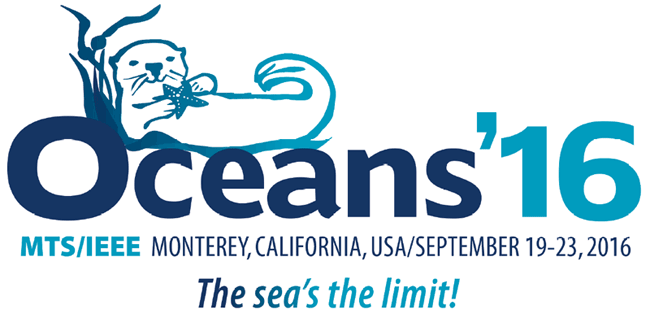 Oceans'16
MTS/IEEE MONTEREY, CALIFORNIA, USA/SEPTEMBER 19-23, 2016
The sea's the limit!